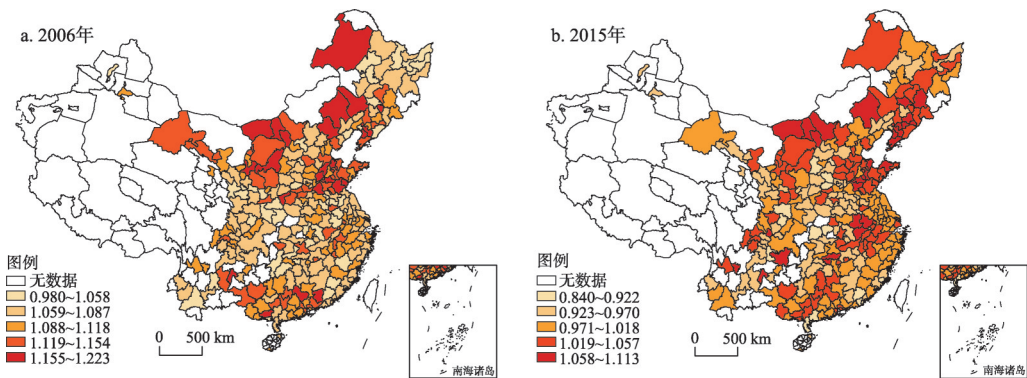 a. 2006年
图例
无数据
0.980~1.058
1.059~1.087
1.088~1.118
1.119~1.154
1.155~1.223
0 500 km
南海诸岛
b. 2015年
图例
无数据
0.840~0.922
0.923~0.970
0.971~1.018
1.019~1.057
1.058~1.113
0 500 km
南海诸岛